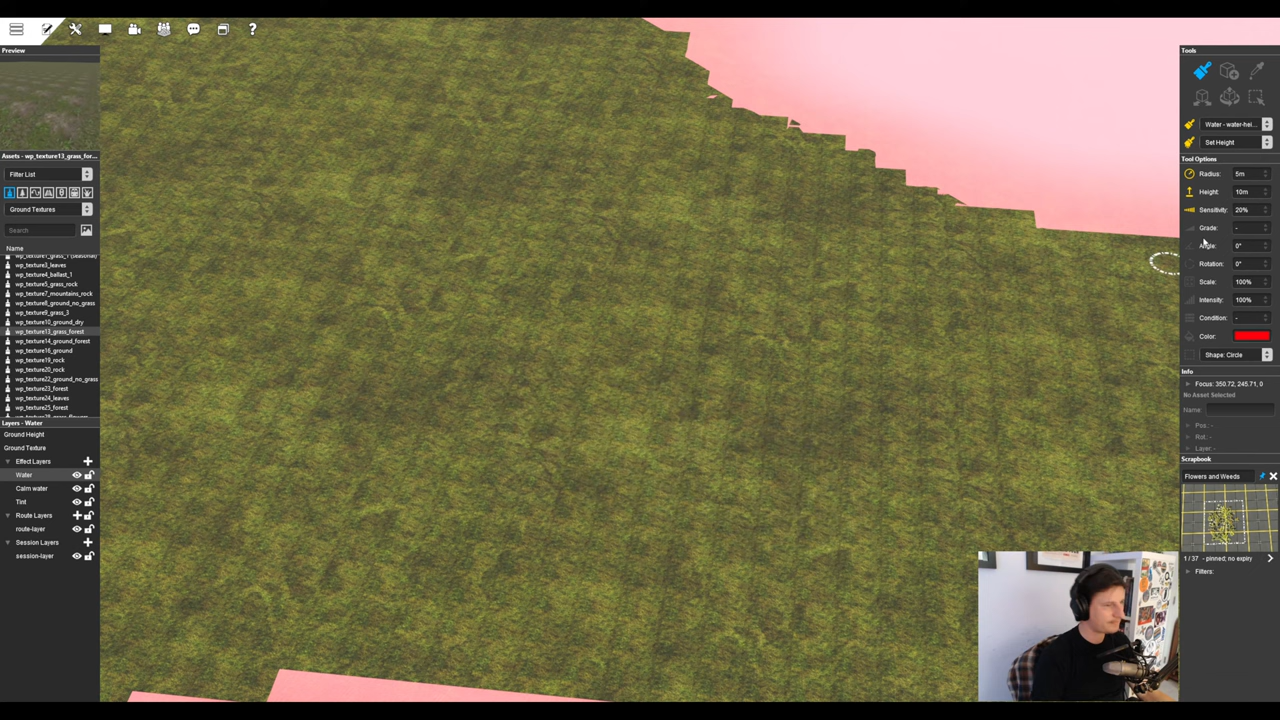 Preview
Assets - wp_texture13_grass_for...
Filter List
Ground Textures
Search
Name
wp_texture1_grass_1 (seasonal)
wp_texture3_leaves
wp_texture4_ballast_1
wp_texture5_grass_rock
wp_texture7_mountains_rock
wp_texture8_ground_no_grass
wp_texture9_grass_3
wp_texture10_ground_dry
wp_texture13_grass_forest
wp_texture14_ground_forest
wp_texture16_ground
wp_texture19_rock
wp_texture20_rock
wp_texture22_ground_no_grass
wp_texture23_forest
wp_texture24_leaves
wp_texture25_forest
Layers - Water
Ground Height
Ground Texture
Effect Layers
Water
Calm water
Tint
Route Layers
route-layer
Session Layers
session-layer
Tools
Water - water-hei...
Set Height
Tool Options
Radius: 5m
Height: 10m
Sensitivity: 20%
Grade: -
Angle: 0°
Rotation: 0°
Scale: 100%
Intensity: 100%
Condition: -
Color:
Shape: Circle
Info
Focus: 350.72, 245.71, 0
No Asset Selected
Name:
Pos.: -
Rot.: -
Layer: -
Scrapbook
Flowers and Weeds
1 / 37 - pinned; no expiry
Filters: